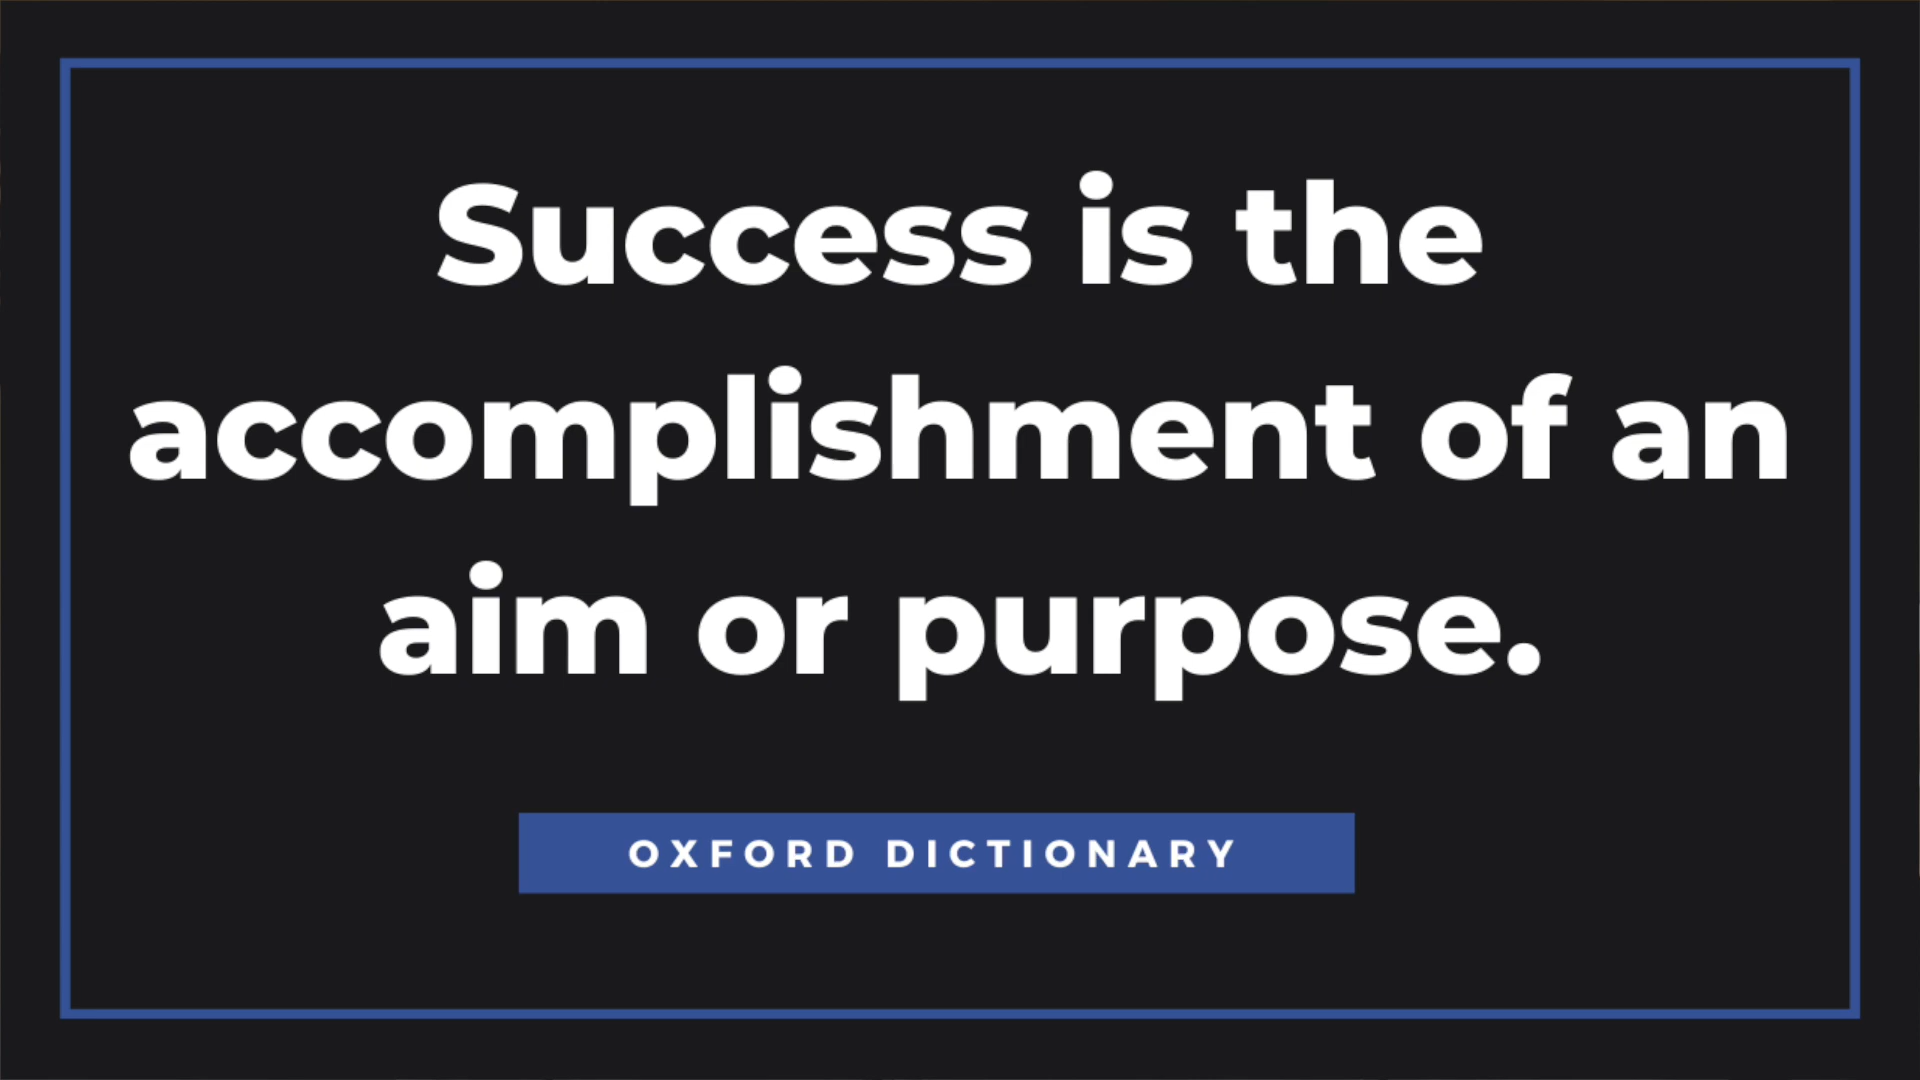 Success is the
accomplishment of an
aim or purpose.
OXFORD DICTIONARY